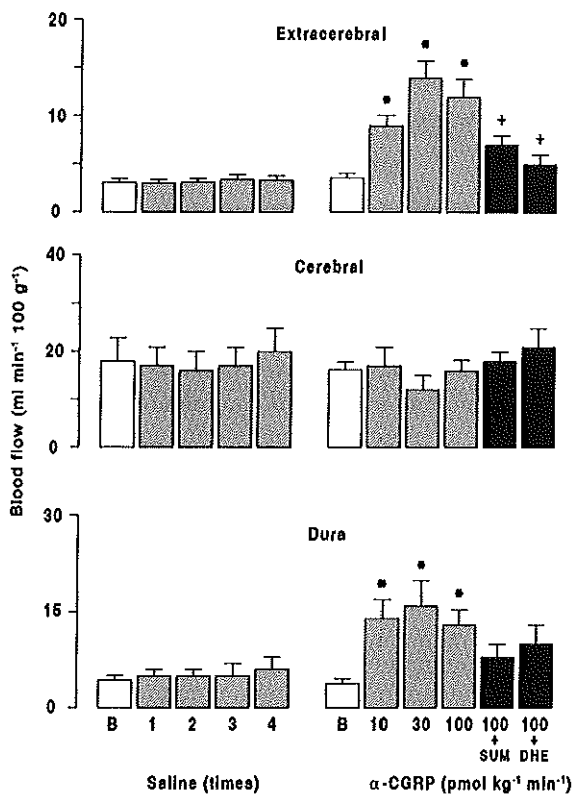 Extracerebral
20
10
0
Cerebral
40
20
0
Blood flow (ml min⁻¹ 100 g⁻¹)
Dura
30
15
0
* * * + +
* * *
B 1 2 3 4 B 10 30 100 100 100
+ +
SUM DHE
Saline (times) α-CGRP (pmol kg⁻¹ min⁻¹)